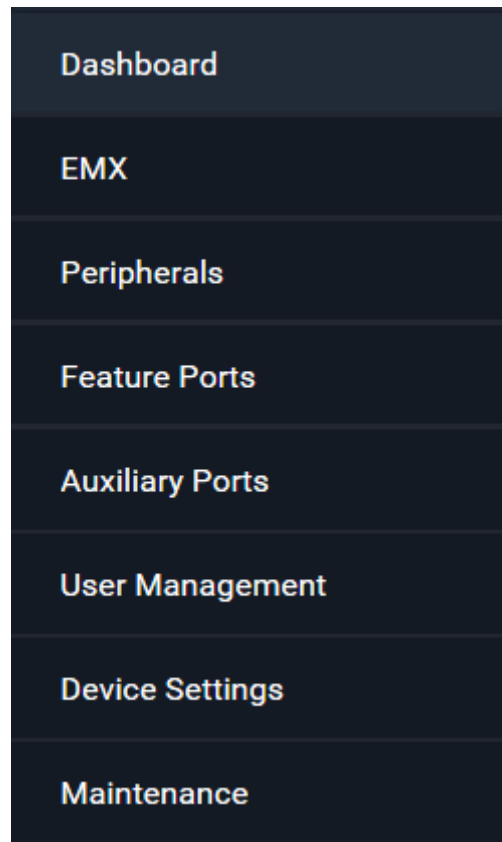 Dashboard
EMX
Peripherals
Feature Ports
Auxiliary Ports
User Management
Device Settings
Maintenance